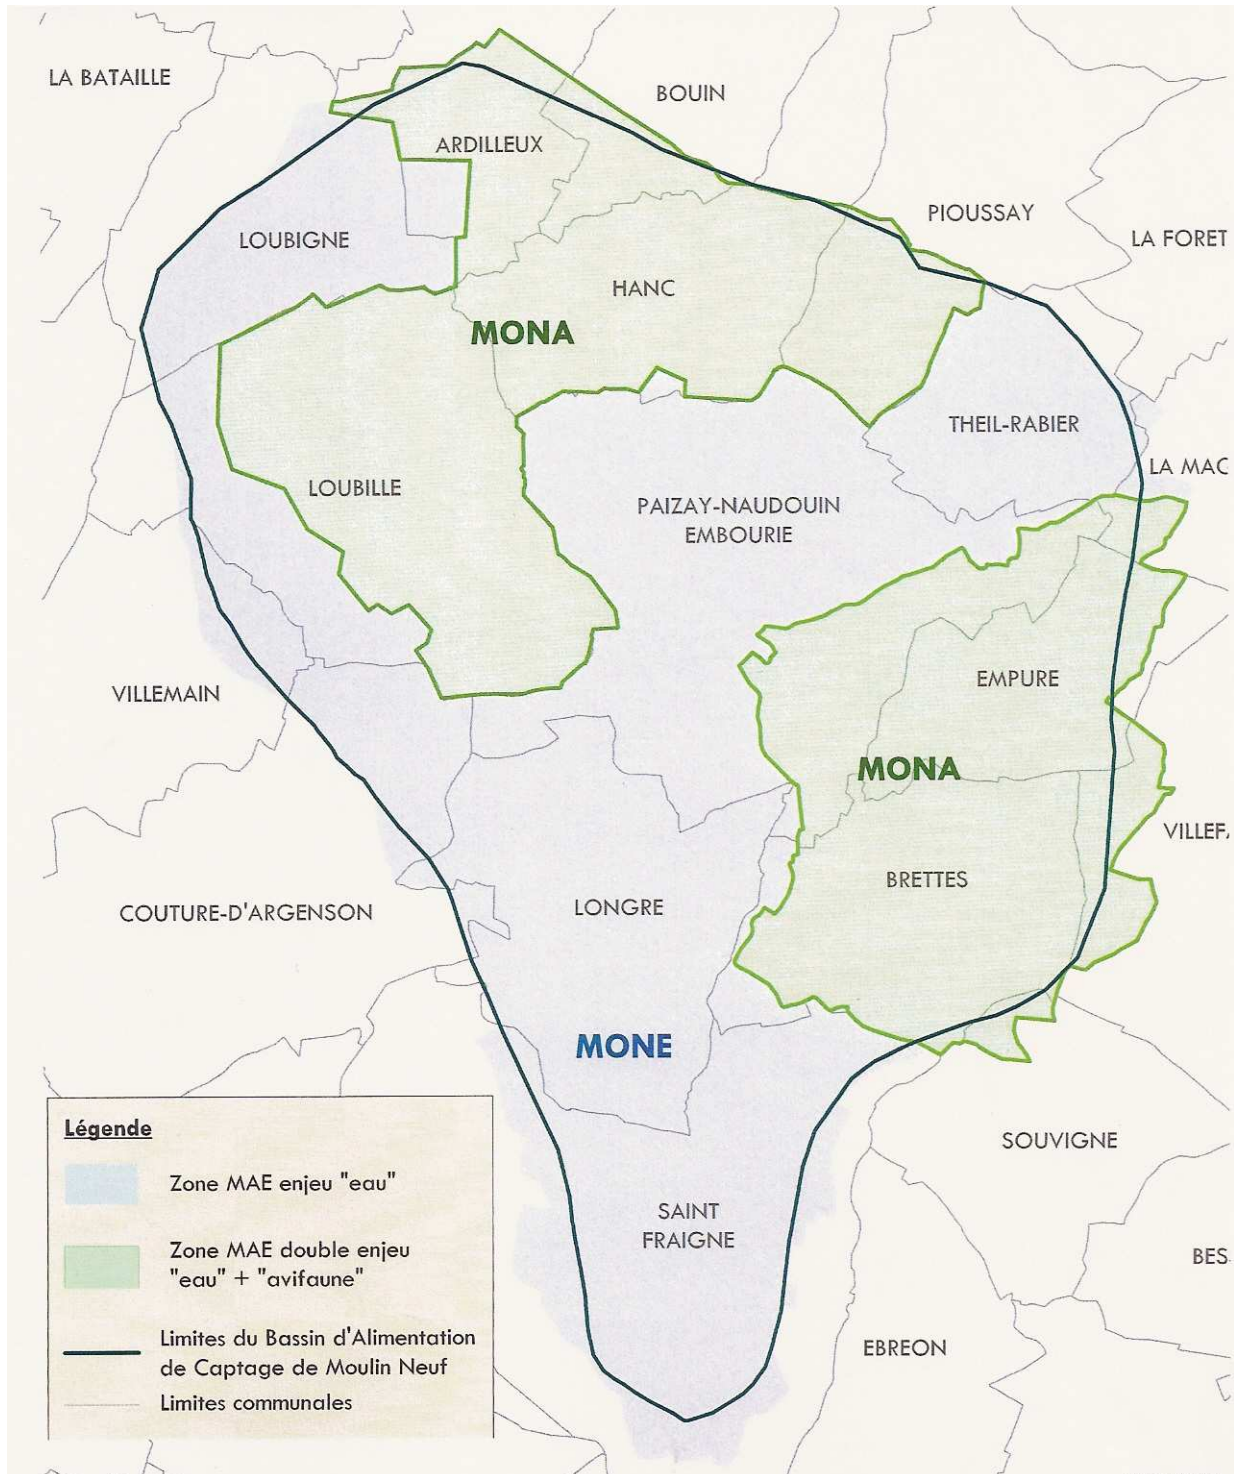 LA BATAILLE
BOUIN
ARDILLEUX
PIOUSSAY
LOUBIGNE
LA FORET
HANC
MONA
THEIL-RABIER
LA MAC
LOUBILLE
PAIZAY-NAUDOUIN
EMBOURIE
EMPURE
VILLEMAIN
MONA
VILLEF
BRETTES
LONGRE
COUTURE-D'ARGENSON
MONE
SOUVIGNE
SAINT
FRAIGNE
BES
EBREON
Légende
Zone MAE enjeu "eau"
Zone MAE double enjeu
"eau" + "avifaune"
Limites du Bassin d'Alimentation
de Captage de Moulin Neuf
Limites communales